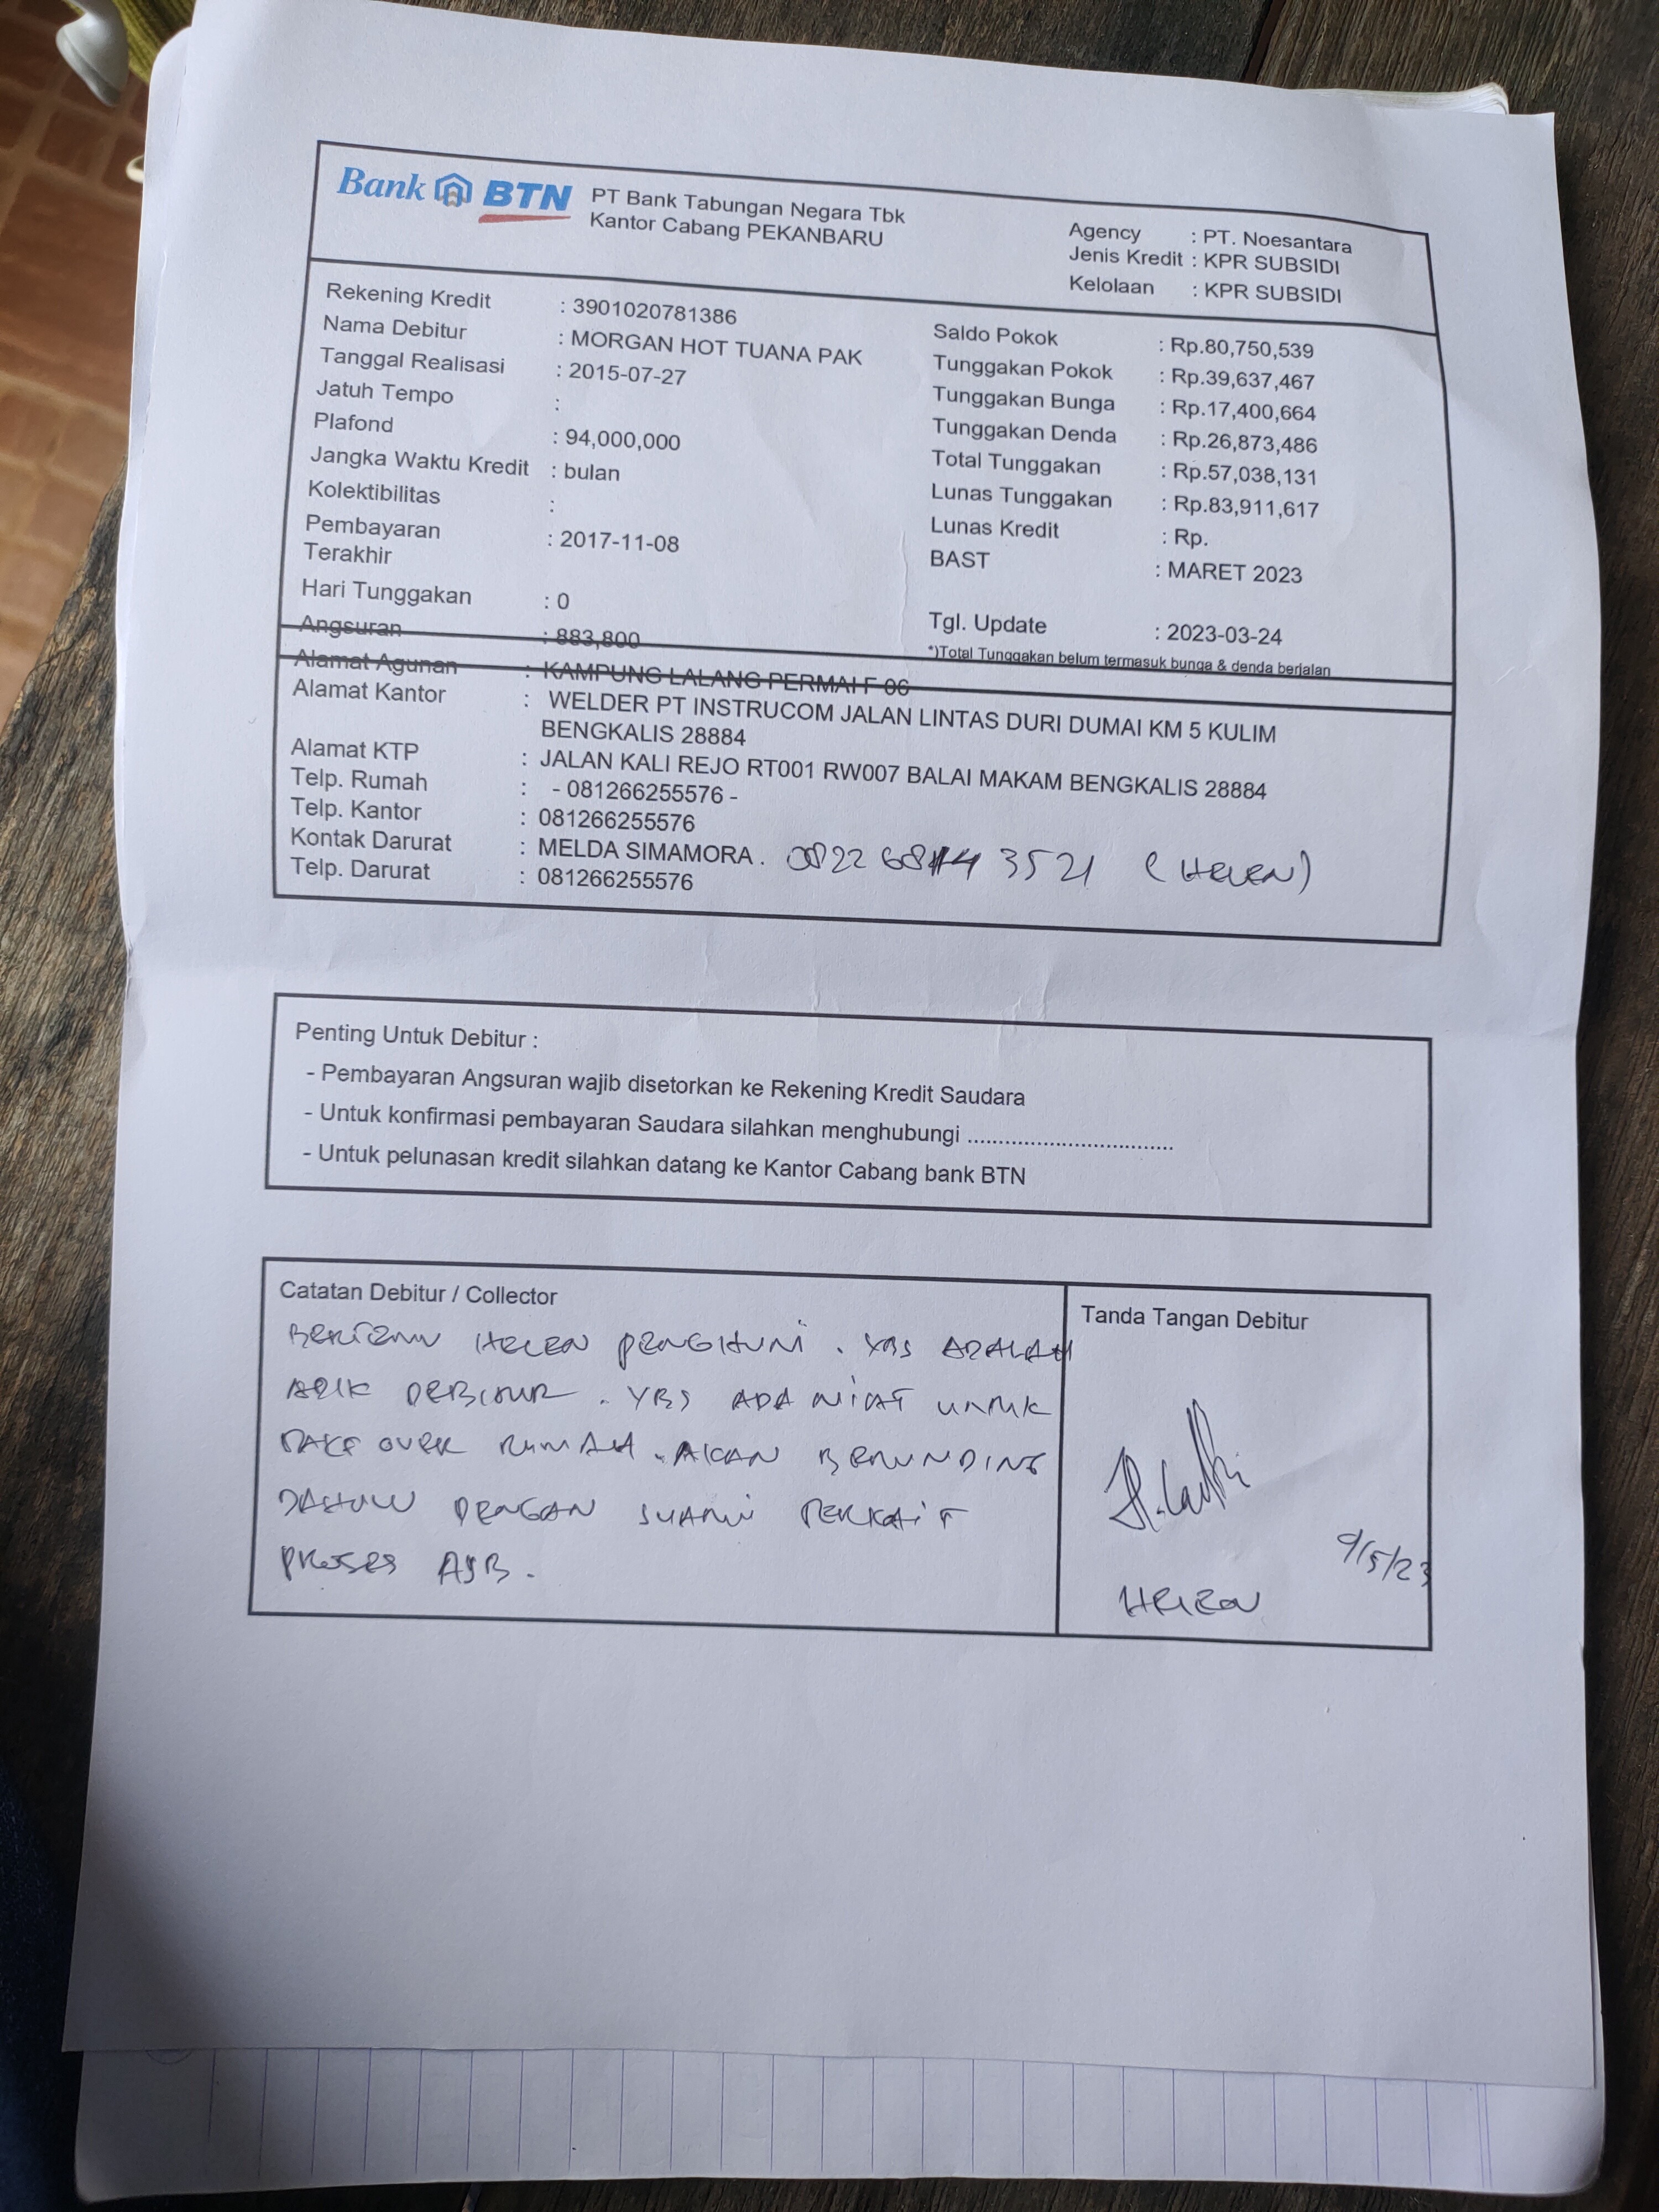 Bank BTN PT Bank Tabungan Negara Tbk
Kantor Cabang PEKANBARU
Agency : PT. Noesantara
Jenis Kredit : KPR SUBSIDI
Kelolaan : KPR SUBSIDI
Rekening Kredit : 3901020781386
Nama Debitur : MORGAN HOT TUANA PAK
Tanggal Realisasi : 2015-07-27
Jatuh Tempo :
Plafond : 94,000,000
Jangka Waktu Kredit : bulan
Kolektibilitas :
Pembayaran
Terakhir : 2017-11-08
Hari Tunggakan : 0
Angsuran : 883,800
Saldo Pokok : Rp.80,750,539
Tunggakan Pokok : Rp.39,637,467
Tunggakan Bunga : Rp.17,400,664
Tunggakan Denda : Rp.26,873,486
Total Tunggakan : Rp.57,038,131
Lunas Tunggakan : Rp.83,911,617
Lunas Kredit : Rp.
BAST : MARET 2023
Tgl. Update : 2023-03-24
*)Total Tunggakan belum termasuk bunga & denda berjalan
Alamat Agunan : KAMPUNG LALANG PERMAI F 06
Alamat Kantor : WELDER PT INSTRUCOM JALAN LINTAS DURI DUMAI KM 5 KULIM
BENGKALIS 28884
Alamat KTP : JALAN KALI REJO RT001 RW007 BALAI MAKAM BENGKALIS 28884
Telp. Rumah : - 081266255576 -
Telp. Kantor : 081266255576
Kontak Darurat : MELDA SIMAMORA . (HELEN)
Telp. Darurat : 081266255576
Penting Untuk Debitur :
- Pembayaran Angsuran wajib disetorkan ke Rekening Kredit Saudara
- Untuk konfirmasi pembayaran Saudara silahkan menghubungi .................................
- Untuk pelunasan kredit silahkan datang ke Kantor Cabang bank BTN
Catatan Debitur / Collector
BERTEMU HELEN PENGHUNI . YBS ADALAH
ADIK DEBITUR . YBS ADA NIAT UNTUK
TAKE OVER RUMAH . AKAN BERUNDING
DAHULU DENGAN SUAMI TERKAIT
PROSES AJB .
Tanda Tangan Debitur
9/5/23
HELEN